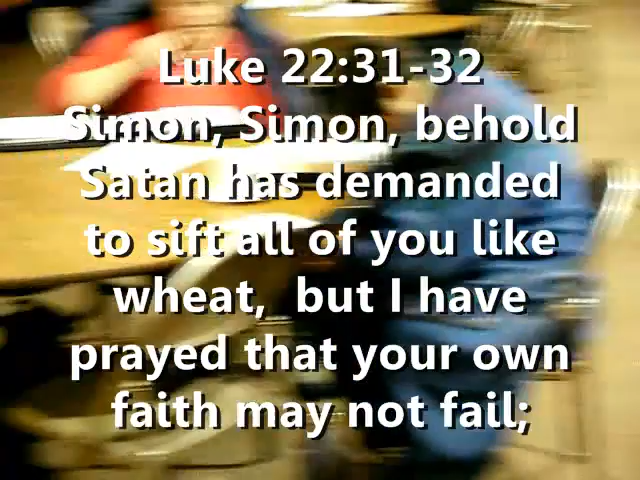 Luke 22:31-32
Simon, Simon, behold
Satan has demanded
to sift all of you like
wheat,  but I have
prayed that your own
faith may not fail;